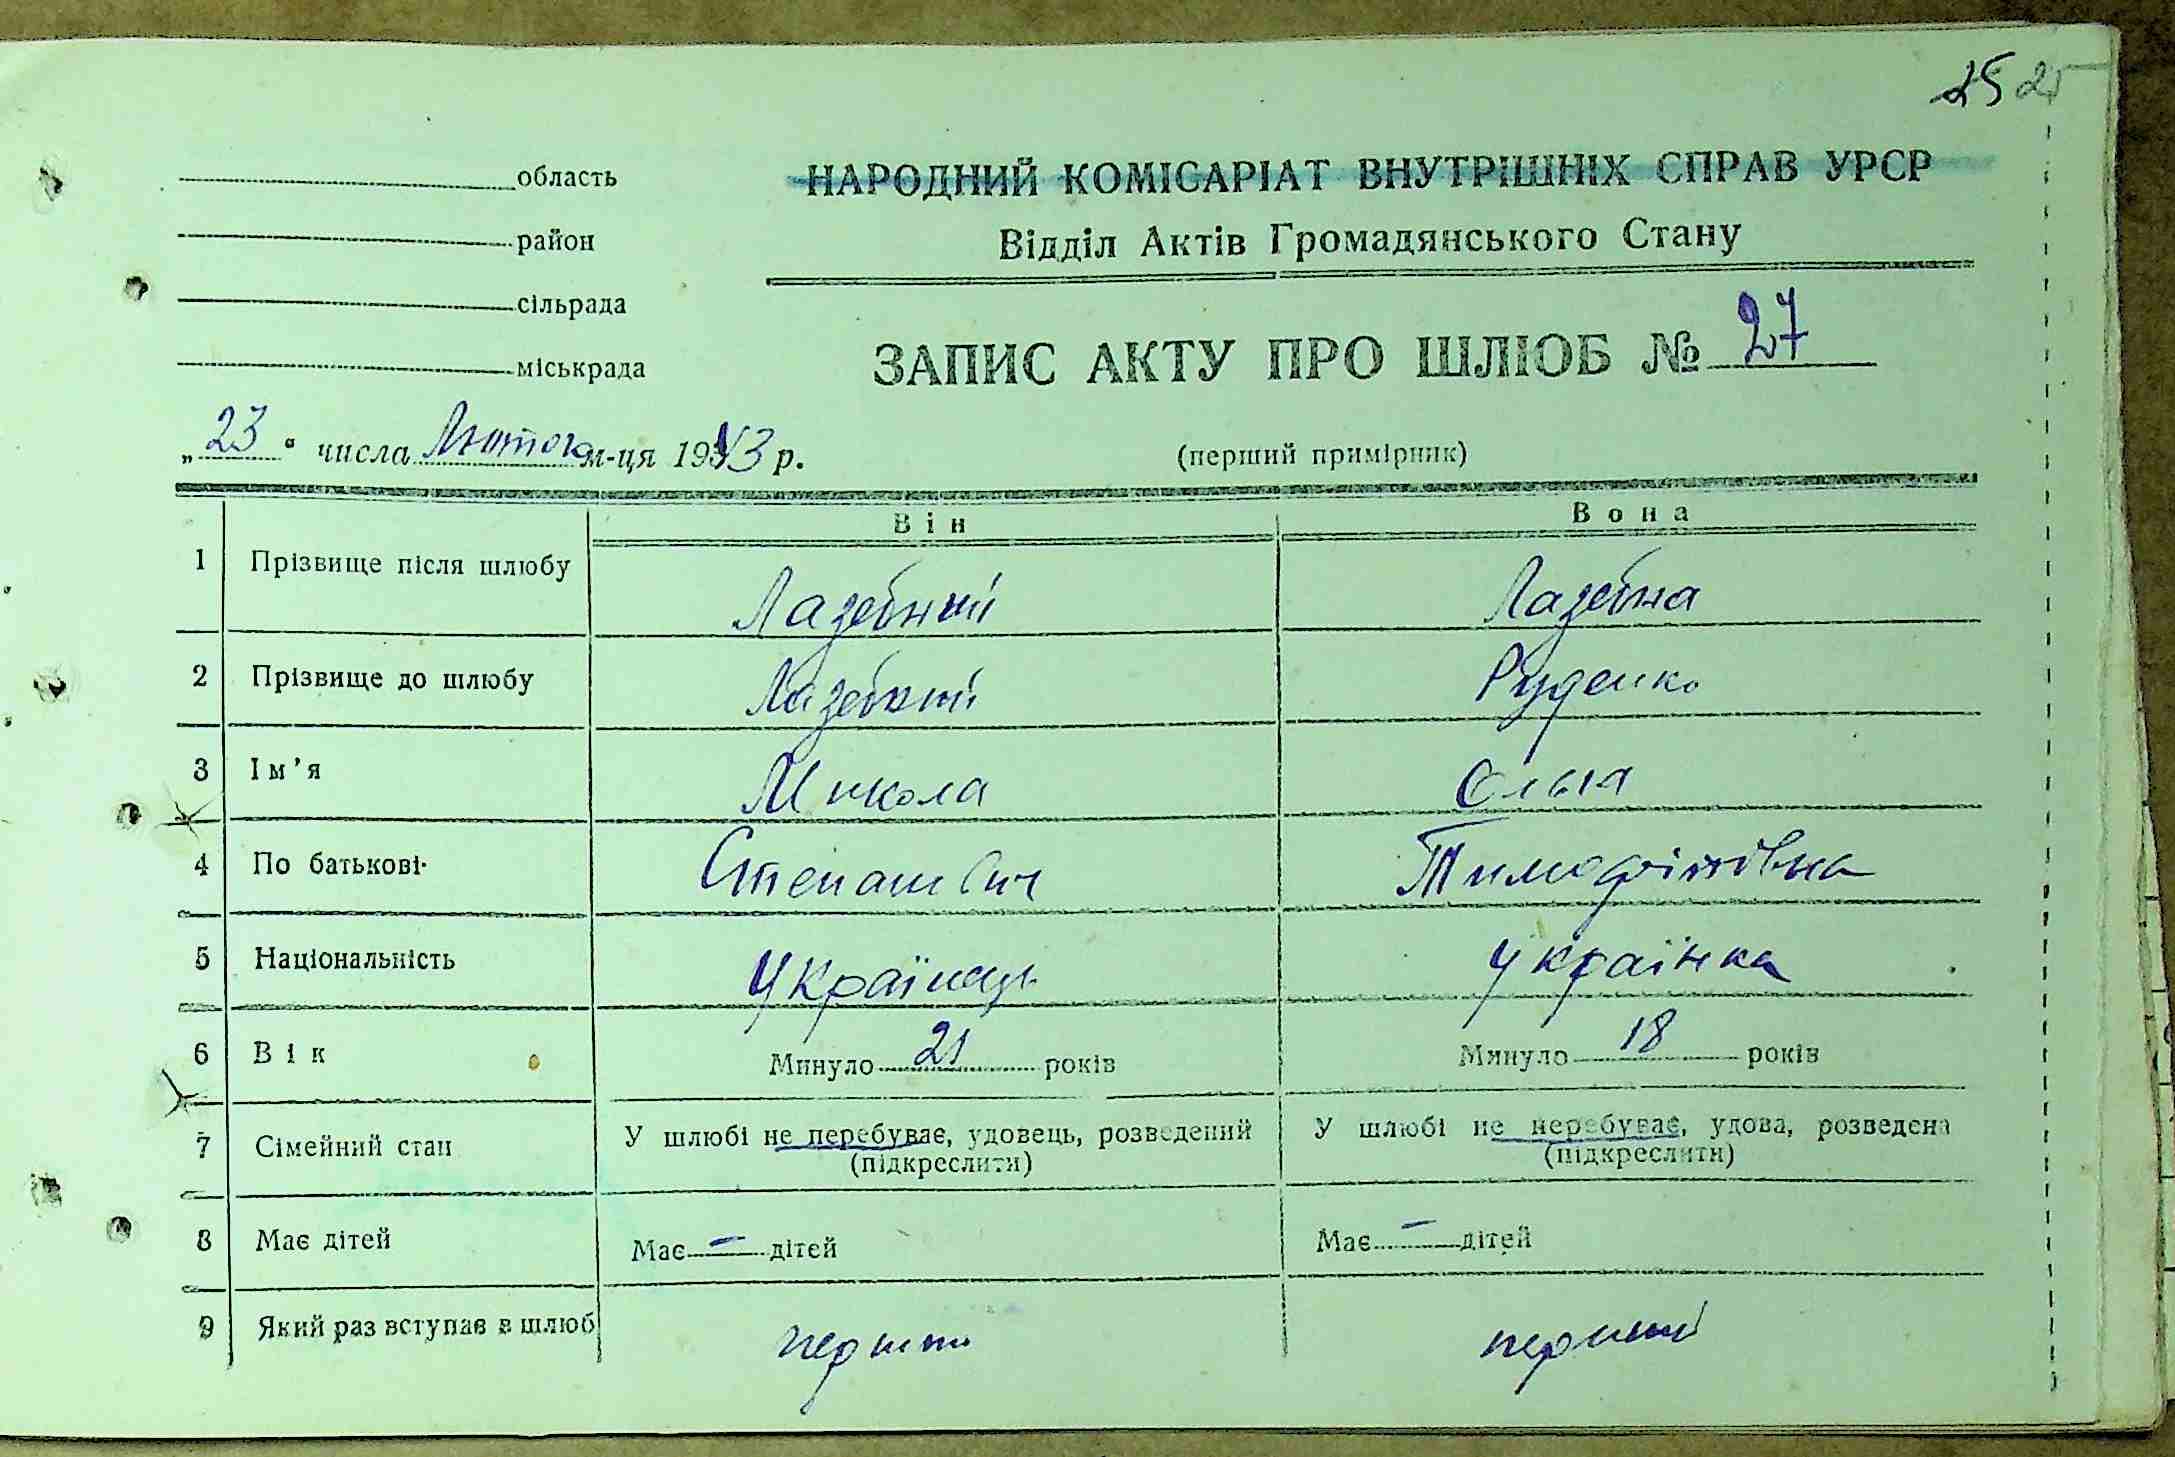 25 25
область
район
сільрада
міськрада
НАРОДНИЙ КОМІСАРІАТ ВНУТРІШНІХ СПРАВ УРСР
Відділ Актів Громадянського Стану
ЗАПИС АКТУ ПРО ШЛЮБ № 27
„23" числа Лютого м-ця 1943 р.
(перший примірник)
Він Вона
1 Прізвище після шлюбу Лазебний Лазебна
2 Прізвище до шлюбу Лазебний Руденко
3 Ім'я Микола Ольга
4 По батькові Степанович Тимофіївна
5 Національність Українець Українка
6 Вік Минуло 21 років Минуло 18 років
7 Сімейний стан У шлюбі не перебуває, удовець, розведений У шлюбі не перебуває, удова, розведена
(підкреслити) (підкреслити)
8 Має дітей Має — дітей Має — дітей
9 Який раз вступав в шлюб перший перший